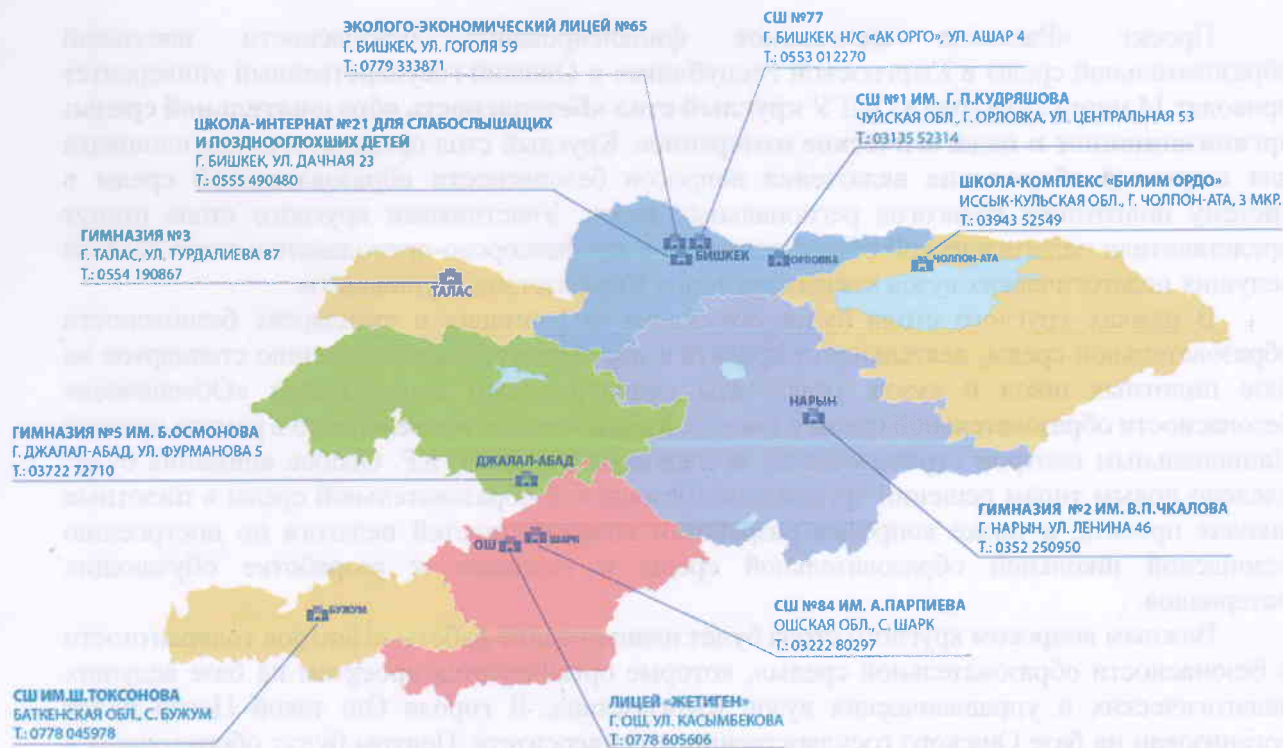 ЭКОЛОГО-ЭКОНОМИЧЕСКИЙ ЛИЦЕЙ №65
Г. БИШКЕК, УЛ. ГОГОЛЯ 59
Т.: 0779 333871
СШ №77
Г. БИШКЕК, Н/С «АК ОРГО» УЛ. АШАР 4
Т.: 0553 012270
СШ №1 ИМ. Г.П.КУДРЯШОВА
ЧУЙСКАЯ ОБЛ., Г. ОРЛОВКА, УЛ. ЦЕНТРАЛЬНАЯ 53
Т.: 03135 52314
ШКОЛА-ИНТЕРНАТ №21 ДЛЯ СЛАБОСЛЫШАЩИХ
И ПОЗДНООГЛОХШИХ ДЕТЕЙ
Г. БИШКЕК, УЛ. ДАЧНАЯ 23
Т.: 0555 490480
ШКОЛА-КОМПЛЕКС «БИЛИМ ОРДО»
ИССЫК-КУЛЬСКАЯ ОБЛ., Г. ЧОЛПОН-АТА, 3 МКР.
Т.: 03943 52549
ГИМНАЗИЯ №3
Г. ТАЛАС, УЛ. ТУРДАЛИЕВА 87
Т.: 0554 190867
БИШКЕК
ОРЛОВКА
ЧОЛПОН-АТА
ТАЛАС
НАРЫН
ГИМНАЗИЯ №5 ИМ. Б.ОСМОНОВА
Г. ДЖАЛАЛ-АБАД, УЛ. ФУРМАНОВА 5
Т.: 03722 72710
ДЖАЛАЛ-АБАД
ГИМНАЗИЯ №2 ИМ. В.П.ЧКАЛОВА
Г. НАРЫН, УЛ. ЛЕНИНА 46
Т.: 0352 250950
ОШ
ШАРК
БУЖУМ
СШ №84 ИМ. А.ПАРПИЕВА
ОШСКАЯ ОБЛ., С. ШАРК
Т.: 03222 80297
СШ ИМ.Ш.ТОКСОНОВА
БАТКЕНСКАЯ ОБЛ., С. БУЖУМ
Т.: 0778 045978
ЛИЦЕЙ «ЖЕТИГЕН»
Г. ОШ, УЛ. КАСЫМБЕКОВА
Т.: 0778 605606